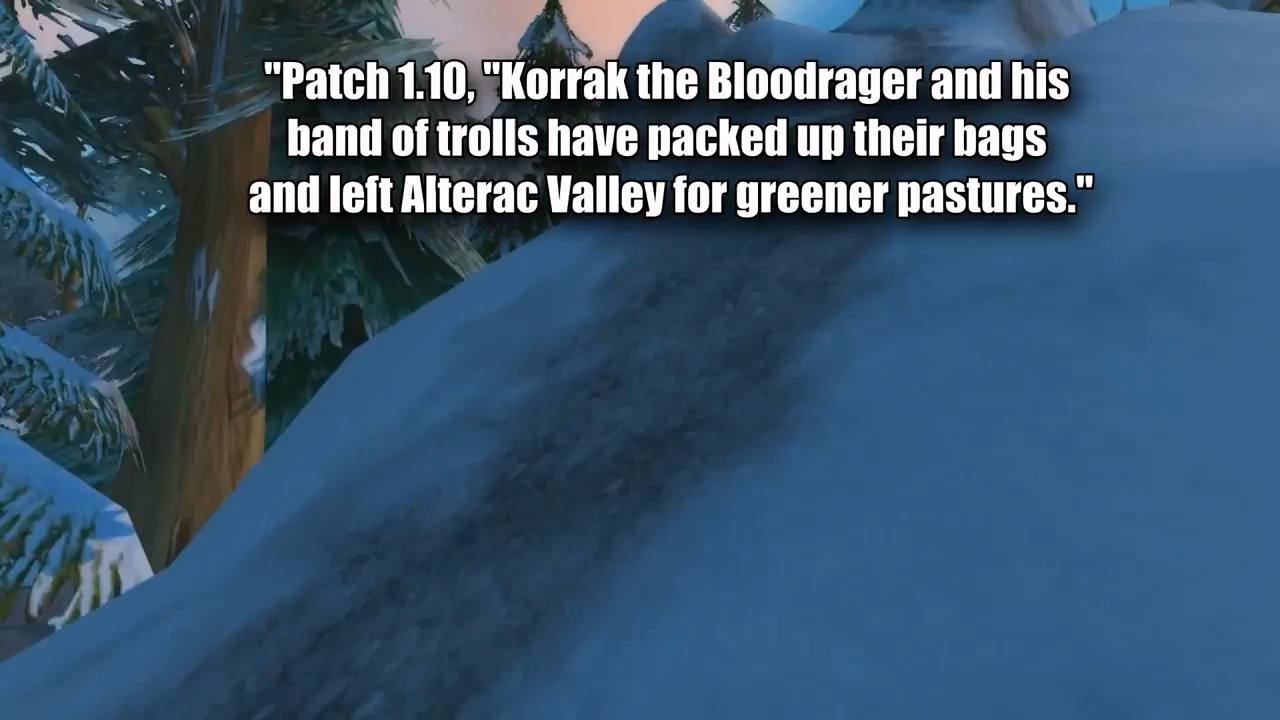 "Patch 1.10, "Korrak the Bloodrager and his
band of trolls have packed up their bags
and left Alterac Valley for greener pastures."